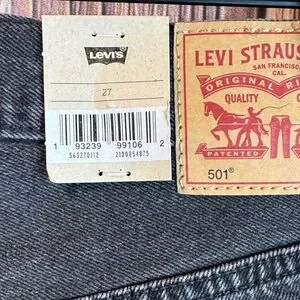 Levi's
27
1 93239 99106 2
563270112 2100054875
LEVI STRAUS
SAN FRANCISCO
CAL.
ORIGINAL RI
QUALITY
PATENTED
501®